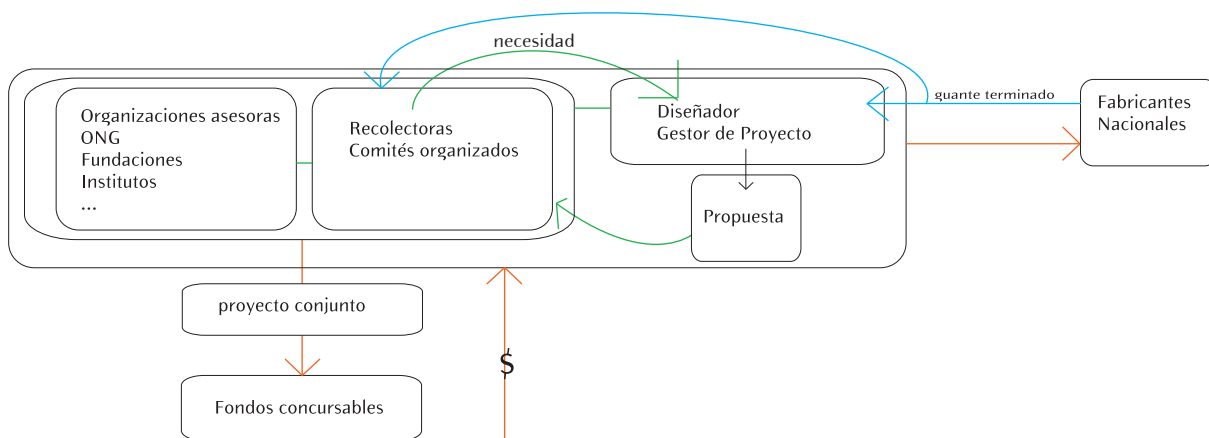 necesidad
Organizaciones asesoras
ONG
Fundaciones
Institutos
...
Recolectoras
Comités organizados
Diseñador
Gestor de Proyecto
guante terminado
Fabricantes
Nacionales
Propuesta
proyecto conjunto
$
Fondos concursables